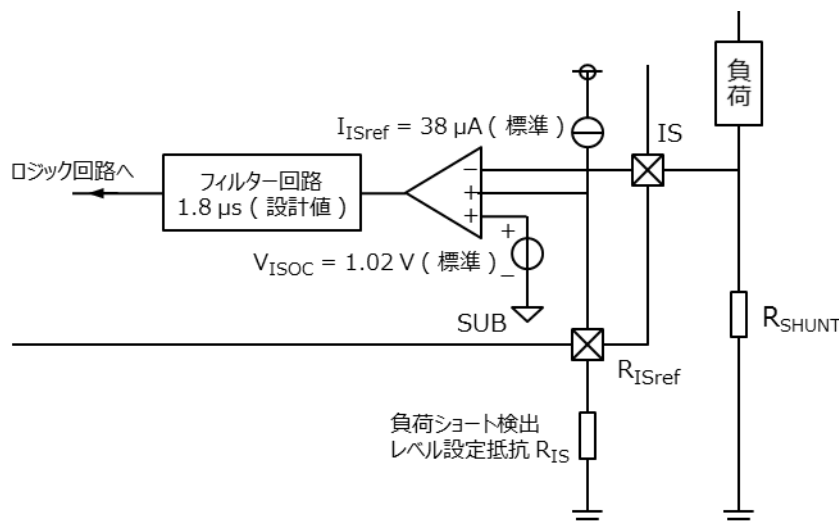 負荷
I_ISref = 38 µA ( 標準 )
IS
ロジック回路へ
フィルター回路
1.8 µs ( 設計値 )
−
+
+
+
V_ISOC = 1.02 V ( 標準 )
−
SUB
R_SHUNT
R_ISref
負荷ショート検出
レベル設定抵抗 R_IS